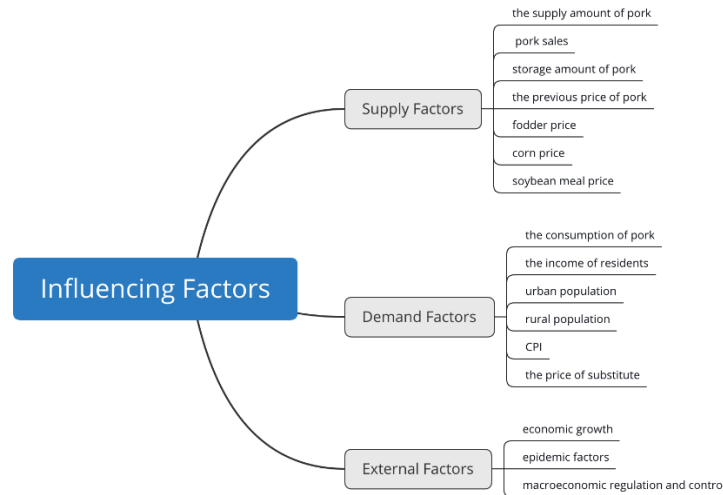 Influencing Factors
Supply Factors
the supply amount of pork
pork sales
storage amount of pork
the previous price of pork
fodder price
corn price
soybean meal price
Demand Factors
the consumption of pork
the income of residents
urban population
rural population
CPI
the price of substitute
External Factors
economic growth
epidemic factors
macroeconomic regulation and contro